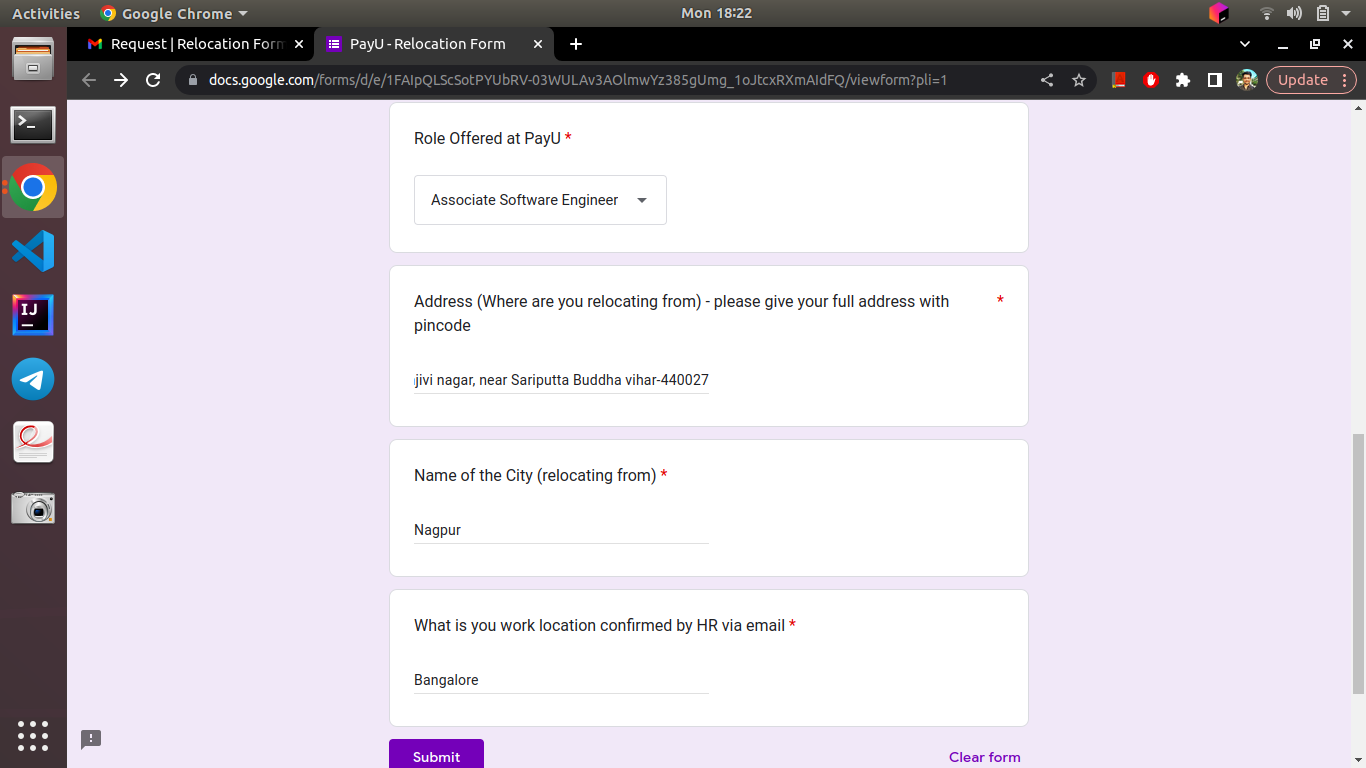 Activities
Google Chrome
Mon 18:22
Request | Relocation Form
PayU - Relocation Form
docs.google.com/forms/d/e/1FAIpQLScSotPYUbRV-03WULAv3AOlmwYz385gUmg_1oJtcxRXmAIdFQ/viewform?pli=1
Update
Role Offered at PayU *
Associate Software Engineer
Address (Where are you relocating from) - please give your full address with *
pincode
jivi nagar, near Sariputta Buddha vihar-440027
Name of the City (relocating from) *
Nagpur
What is you work location confirmed by HR via email *
Bangalore
Submit
Clear form